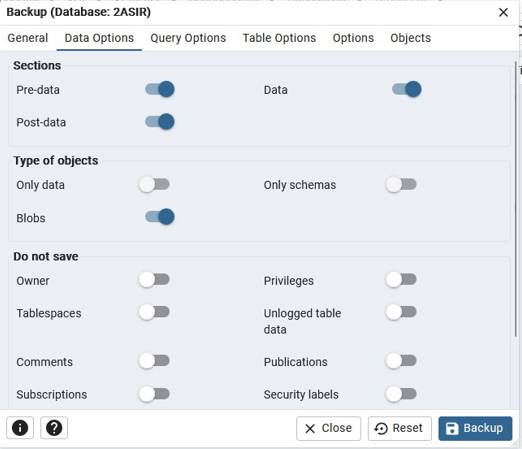 Backup (Database: 2ASIR)
General Data Options Query Options Table Options Options Objects
Sections
Pre-data Data
Post-data
Type of objects
Only data Only schemas
Blobs
Do not save
Owner Privileges
Tablespaces Unlogged table
data
Comments Publications
Subscriptions Security labels
Close Reset Backup